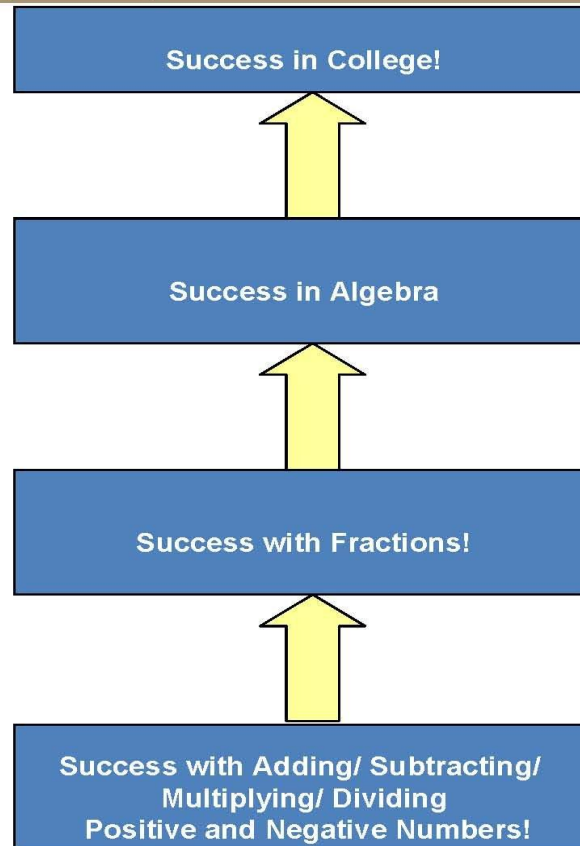 Success in College!
Success in Algebra
Success with Fractions!
Success with Adding/ Subtracting/
Multiplying/ Dividing
Positive and Negative Numbers!